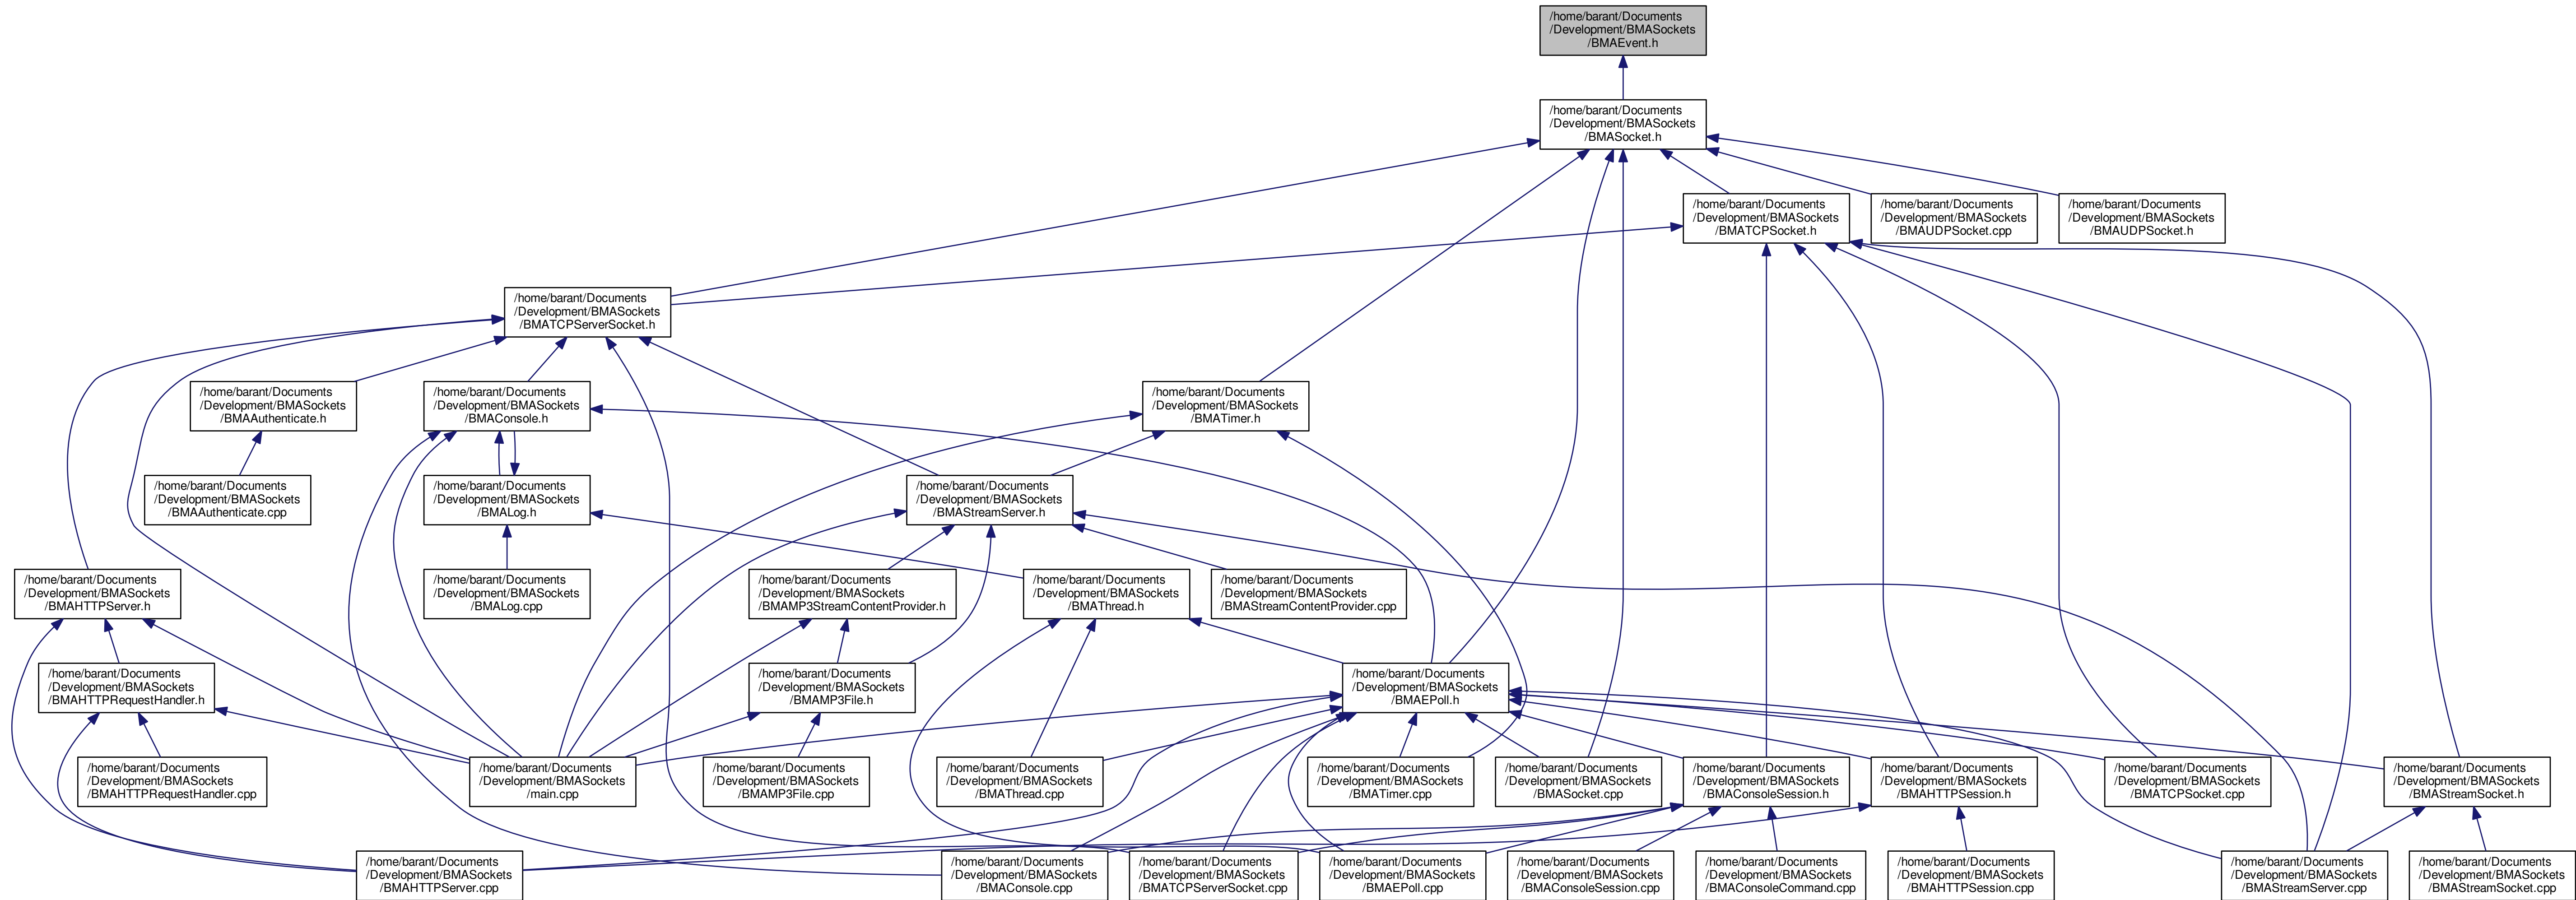 /home/barant/Documents
/Development/BMASockets
/BMAEvent.h
/home/barant/Documents
/Development/BMASockets
/BMASocket.h
/home/barant/Documents
/Development/BMASockets
/BMATCPSocket.h
/home/barant/Documents
/Development/BMASockets
/BMAUDPSocket.cpp
/home/barant/Documents
/Development/BMASockets
/BMAUDPSocket.h
/home/barant/Documents
/Development/BMASockets
/BMATCPServerSocket.h
/home/barant/Documents
/Development/BMASockets
/BMAAuthenticate.h
/home/barant/Documents
/Development/BMASockets
/BMAConsole.h
/home/barant/Documents
/Development/BMASockets
/BMATimer.h
/home/barant/Documents
/Development/BMASockets
/BMAAuthenticate.cpp
/home/barant/Documents
/Development/BMASockets
/BMALog.h
/home/barant/Documents
/Development/BMASockets
/BMAStreamServer.h
/home/barant/Documents
/Development/BMASockets
/BMAHTTPServer.h
/home/barant/Documents
/Development/BMASockets
/BMALog.cpp
/home/barant/Documents
/Development/BMASockets
/BMAMP3StreamContentProvider.h
/home/barant/Documents
/Development/BMASockets
/BMAThread.h
/home/barant/Documents
/Development/BMASockets
/BMAStreamContentProvider.cpp
/home/barant/Documents
/Development/BMASockets
/BMAHTTPRequestHandler.h
/home/barant/Documents
/Development/BMASockets
/BMAMP3File.h
/home/barant/Documents
/Development/BMASockets
/BMAEPoll.h
/home/barant/Documents
/Development/BMASockets
/BMAHTTPRequestHandler.cpp
/home/barant/Documents
/Development/BMASockets
/main.cpp
/home/barant/Documents
/Development/BMASockets
/BMAMP3File.cpp
/home/barant/Documents
/Development/BMASockets
/BMAThread.cpp
/home/barant/Documents
/Development/BMASockets
/BMATimer.cpp
/home/barant/Documents
/Development/BMASockets
/BMASocket.cpp
/home/barant/Documents
/Development/BMASockets
/BMAConsoleSession.h
/home/barant/Documents
/Development/BMASockets
/BMAHTTPSession.h
/home/barant/Documents
/Development/BMASockets
/BMATCPSocket.cpp
/home/barant/Documents
/Development/BMASockets
/BMAStreamSocket.h
/home/barant/Documents
/Development/BMASockets
/BMAHTTPServer.cpp
/home/barant/Documents
/Development/BMASockets
/BMAConsole.cpp
/home/barant/Documents
/Development/BMASockets
/BMATCPServerSocket.cpp
/home/barant/Documents
/Development/BMASockets
/BMAEPoll.cpp
/home/barant/Documents
/Development/BMASockets
/BMAConsoleSession.cpp
/home/barant/Documents
/Development/BMASockets
/BMAConsoleCommand.cpp
/home/barant/Documents
/Development/BMASockets
/BMAHTTPSession.cpp
/home/barant/Documents
/Development/BMASockets
/BMAStreamServer.cpp
/home/barant/Documents
/Development/BMASockets
/BMAStreamSocket.cpp